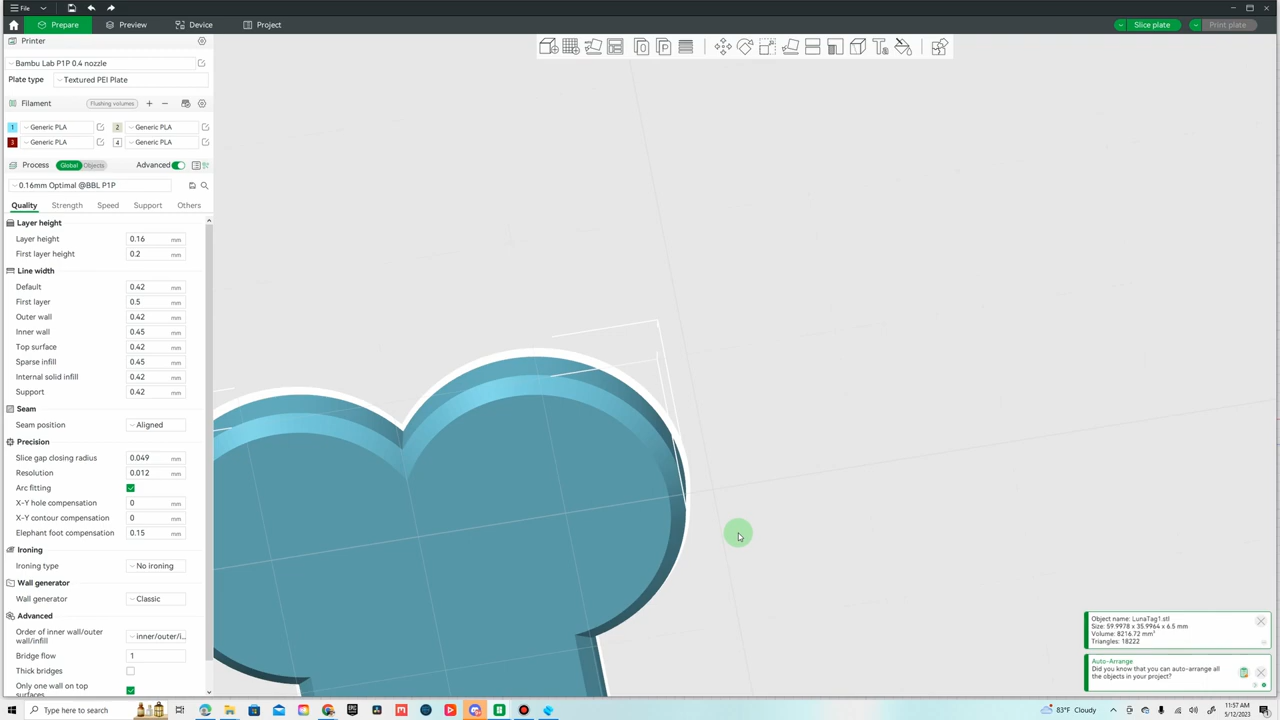 File
Prepare
Preview
Device
Project
Slice plate
Print plate
Printer
Bambu Lab P1P 0.4 nozzle
Plate type
Textured PEI Plate
Filament
Flushing volumes
1 Generic PLA
2 Generic PLA
3 Generic PLA
4 Generic PLA
Process
Global
Objects
Advanced
0.16mm Optimal @BBL P1P
Quality
Strength
Speed
Support
Others
Layer height
Layer height 0.16 mm
First layer height 0.2 mm
Line width
Default 0.42 mm
First layer 0.5 mm
Outer wall 0.42 mm
Inner wall 0.45 mm
Top surface 0.42 mm
Sparse infill 0.45 mm
Internal solid infill 0.42 mm
Support 0.42 mm
Seam
Seam position Aligned
Precision
Slice gap closing radius 0.049 mm
Resolution 0.012 mm
Arc fitting
X-Y hole compensation 0 mm
X-Y contour compensation 0 mm
Elephant foot compensation 0.15 mm
Ironing
Ironing type No ironing
Wall generator
Wall generator Classic
Advanced
Order of inner wall/outer
wall/infill
inner/outer/i...
Bridge flow 1
Thick bridges
Only one wall on top
surfaces
Object name: LunaTag1.stl
Size: 59.9978 x 35.9964 x 6.5 mm
Volume: 8216.72 mm³
Triangles: 18222
Auto-Arrange
Did you know that you can auto-arrange all
the objects in your project?
Type here to search
83°F Cloudy
11:57 AM
5/12/2023